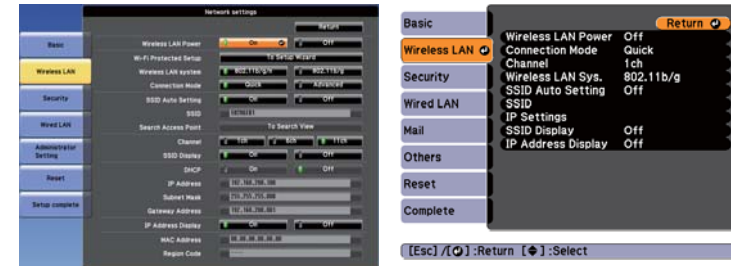 Network settings
Return
Basic
Wireless LAN
Security
Wired LAN
Administrator
Setting
Reset
Setup complete
Wireless LAN Power On Off
Wi-Fi Protected Setup To Setup Wizard
Wireless LAN system 802.11b/g/n 802.11b/g
Connection Mode Quick Advanced
SSID Auto Setting On Off
SSID
Search Access Point To Search View
Channel 1ch 6ch 11ch
SSID Display On Off
DHCP On Off
IP Address
Subnet Mask
Gateway Address
IP Address Display On Off
MAC Address
Region Code
Basic
Wireless LAN
Security
Wired LAN
Mail
Others
Reset
Complete
Return
Wireless LAN Power Off
Connection Mode Quick
Channel 1ch
Wireless LAN Sys. 802.11b/g
SSID Auto Setting Off
SSID
IP Settings
SSID Display Off
IP Address Display Off
[Esc] /[ ] :Return [ ] :Select